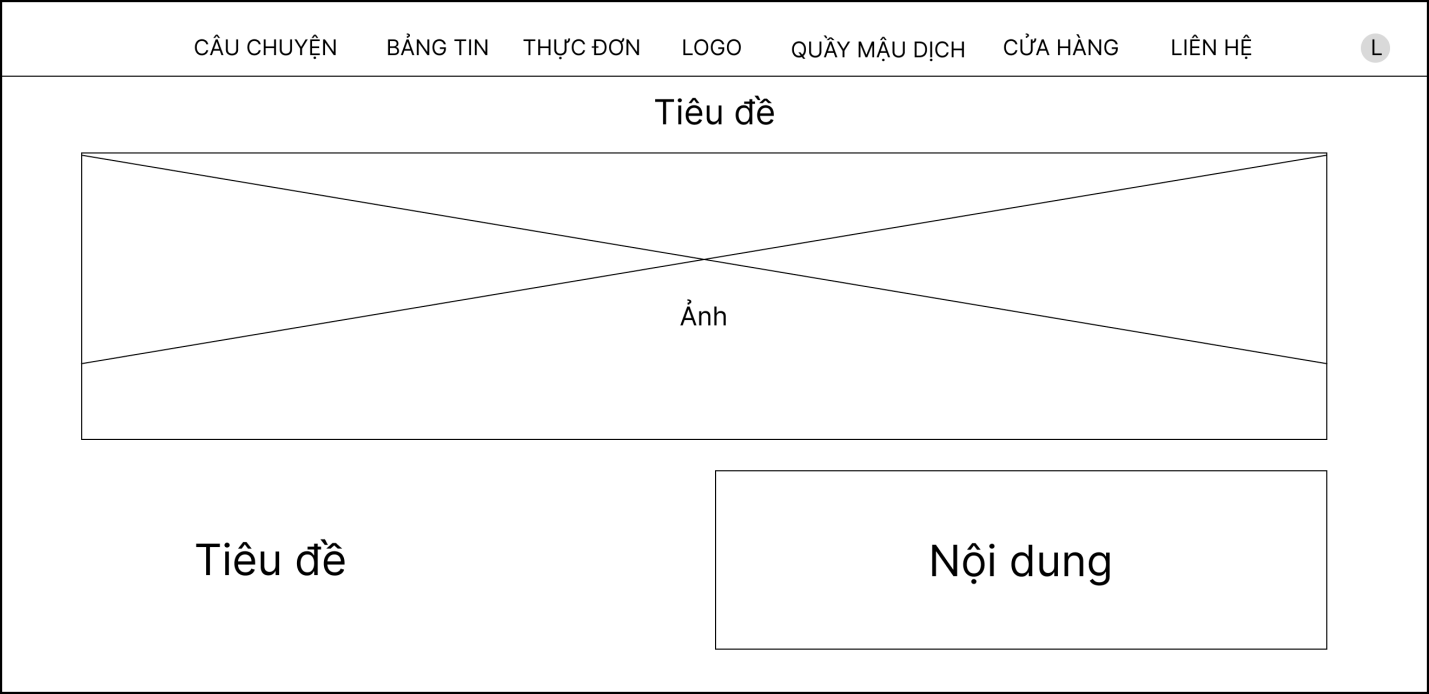 CÂU CHUYỆN BẢNG TIN THỰC ĐƠN LOGO QUẦY MẬU DỊCH CỬA HÀNG LIÊN HỆ L
Tiêu đề
Ảnh
Tiêu đề
Nội dung